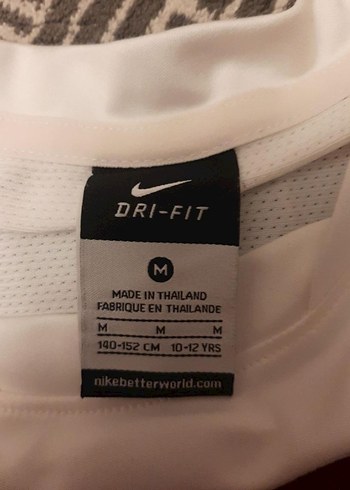 DRI-FIT
M
MADE IN THAILAND
FABRIQUE EN THAILANDE
M M M
140-152 CM 10-12 YRS
nikebetterworld.com